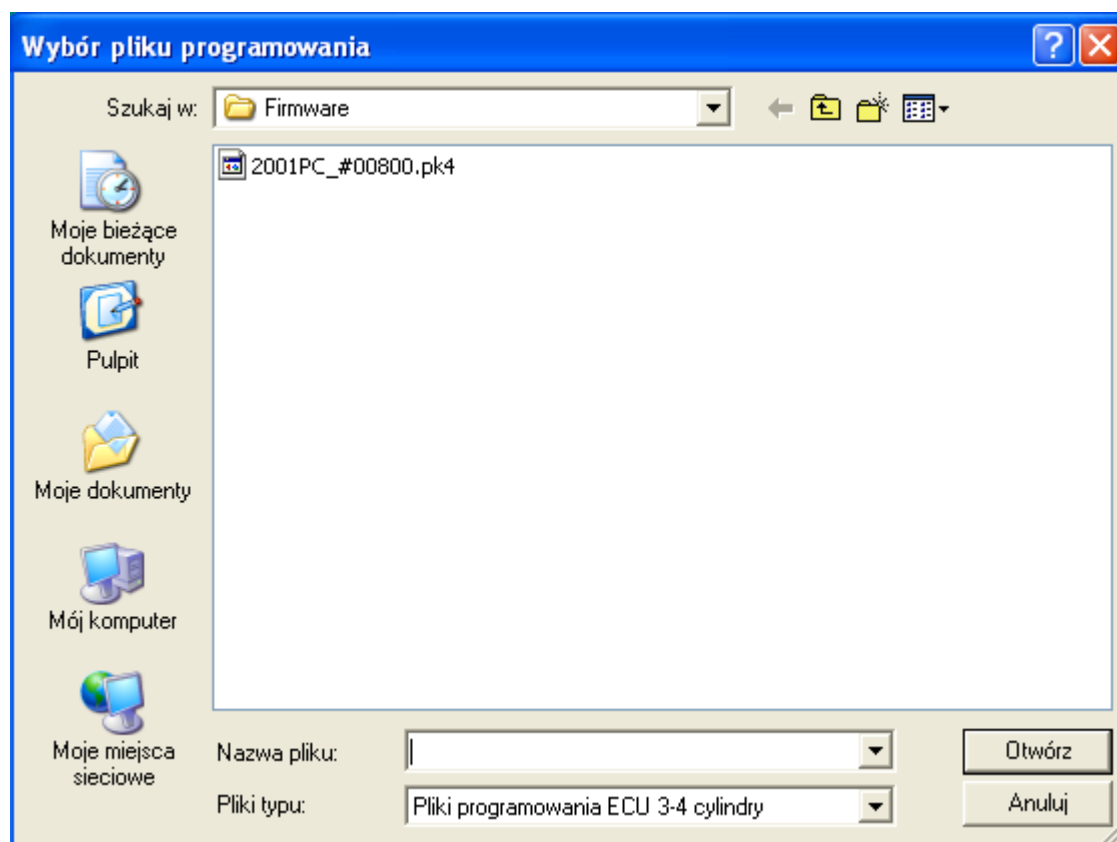 Wybór pliku programowania
Szukaj w:
Firmware
2001PC_#00800.pk4
Moje bieżące
dokumenty
Pulpit
Moje dokumenty
Mój komputer
Moje miejsca
sieciowe
Nazwa pliku:
Otwórz
Pliki typu:
Pliki programowania ECU 3-4 cylindry
Anuluj